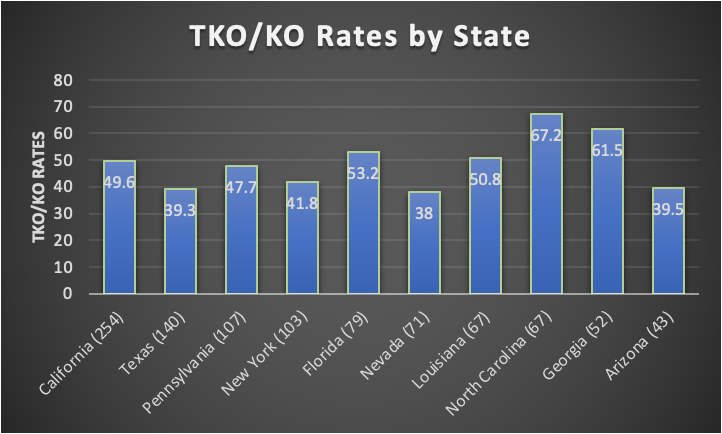 TKO/KO Rates by State
TKO/KO RATES
80
70
60
50
40
30
20
10
0
49.6
39.3
47.7
41.8
53.2
38
50.8
67.2
61.5
39.5
California (254)
Texas (140)
Pennsylvania (107)
New York (103)
Florida (79)
Nevada (71)
Louisiana (67)
North Carolina (67)
Georgia (52)
Arizona (43)